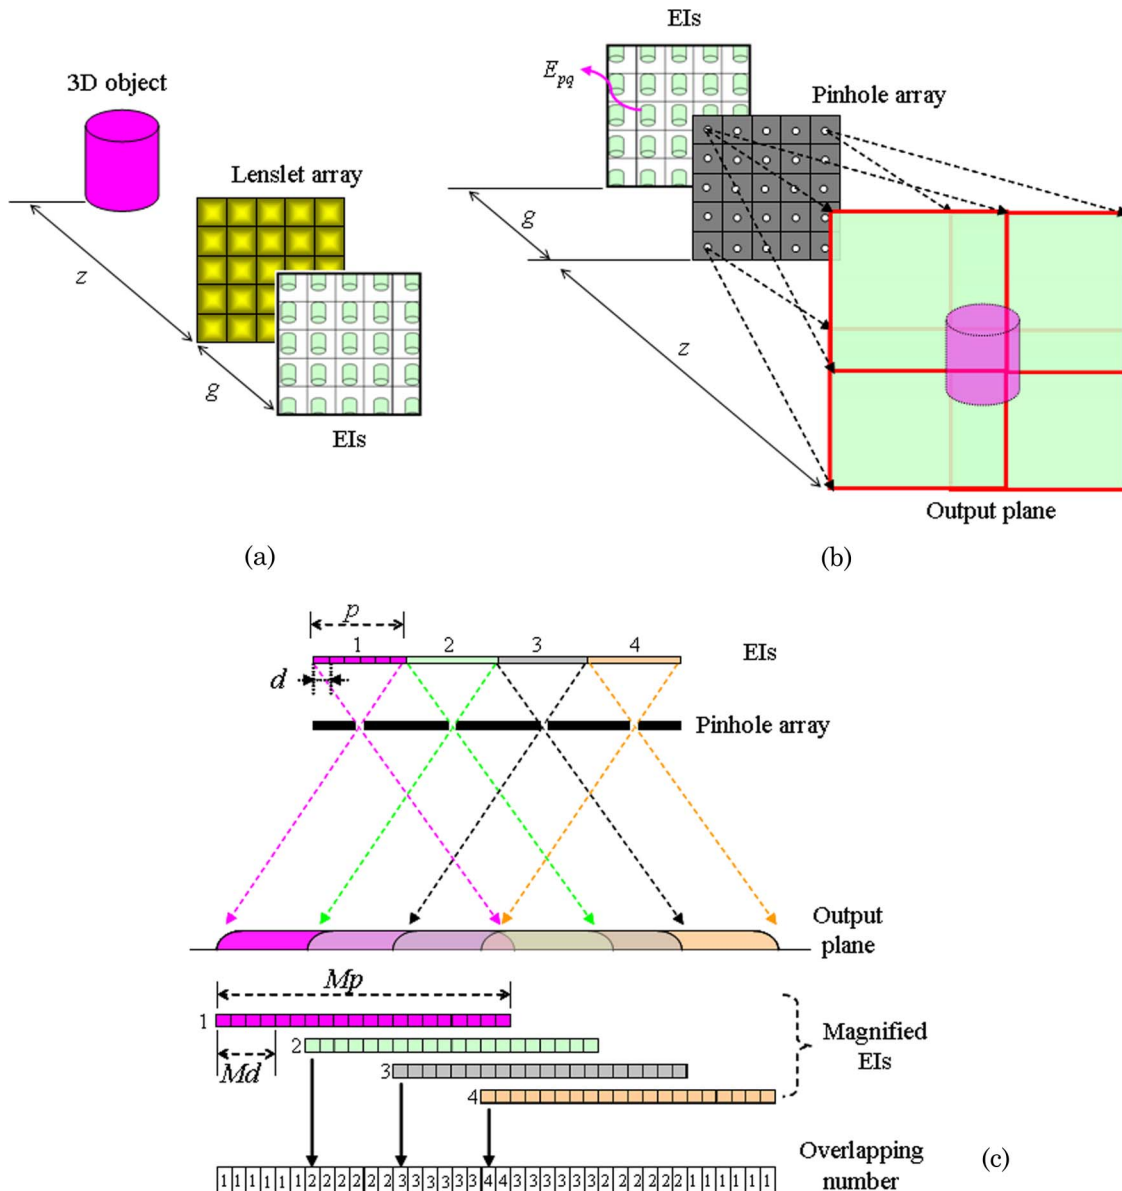 EIs
3D object
E_pq
Pinhole array
Lenslet array
z
g
EIs
g
z
Output plane
(a)
(b)
p
1 2 3 4
EIs
d
Pinhole array
Output
plane
Mp
1
2
Md
3
4
Magnified
EIs
Overlapping
number
1 1 1 1 1 1 2 2 2 2 2 2 3 3 3 3 3 3 4 4 3 3 3 3 3 3 2 2 2 2 2 2 1 1 1 1 1 1
(c)